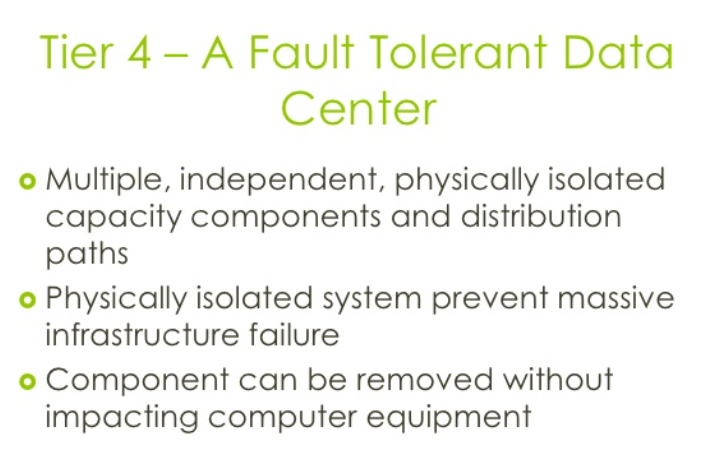 Tier 4 – A Fault Tolerant Data
Center
Multiple, independent, physically isolated
capacity components and distribution
paths
Physically isolated system prevent massive
infrastructure failure
Component can be removed without
impacting computer equipment